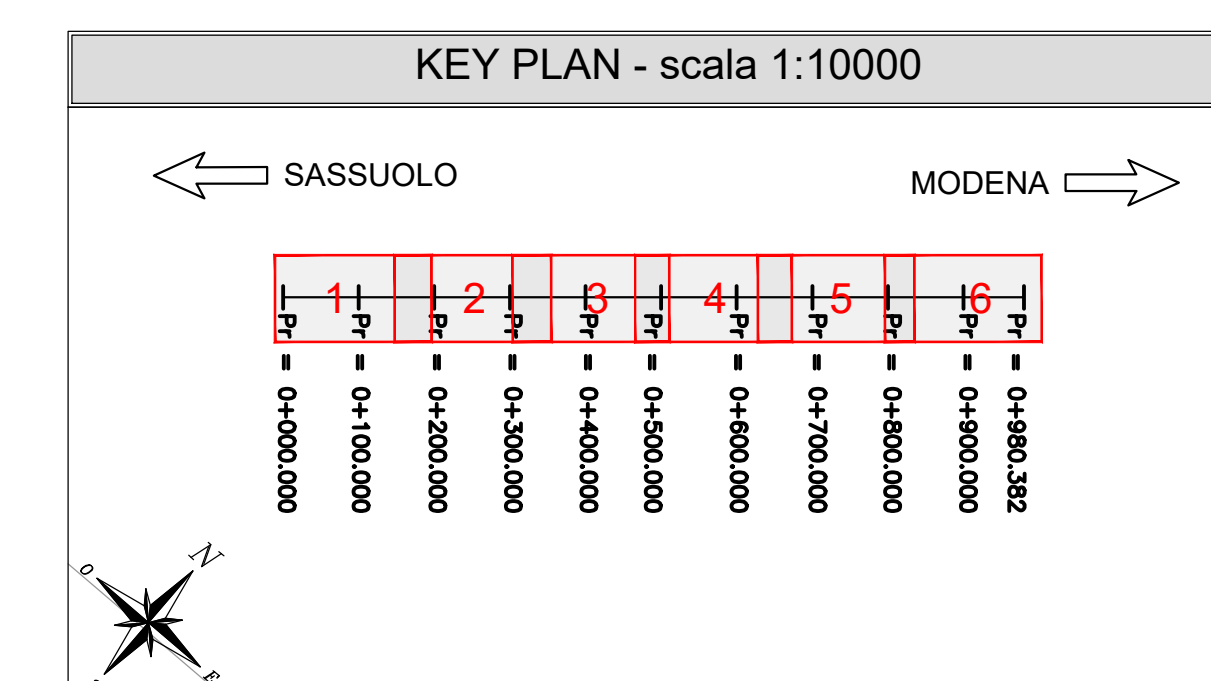 KEY PLAN - scala 1:10000
SASSUOLO
MODENA
1
2
3
4
5
6
Pr = 0+000.000
Pr = 0+100.000
Pr = 0+200.000
Pr = 0+300.000
Pr = 0+400.000
Pr = 0+500.000
Pr = 0+600.000
Pr = 0+700.000
Pr = 0+800.000
Pr = 0+900.000
Pr = 0+980.382
N
O
E